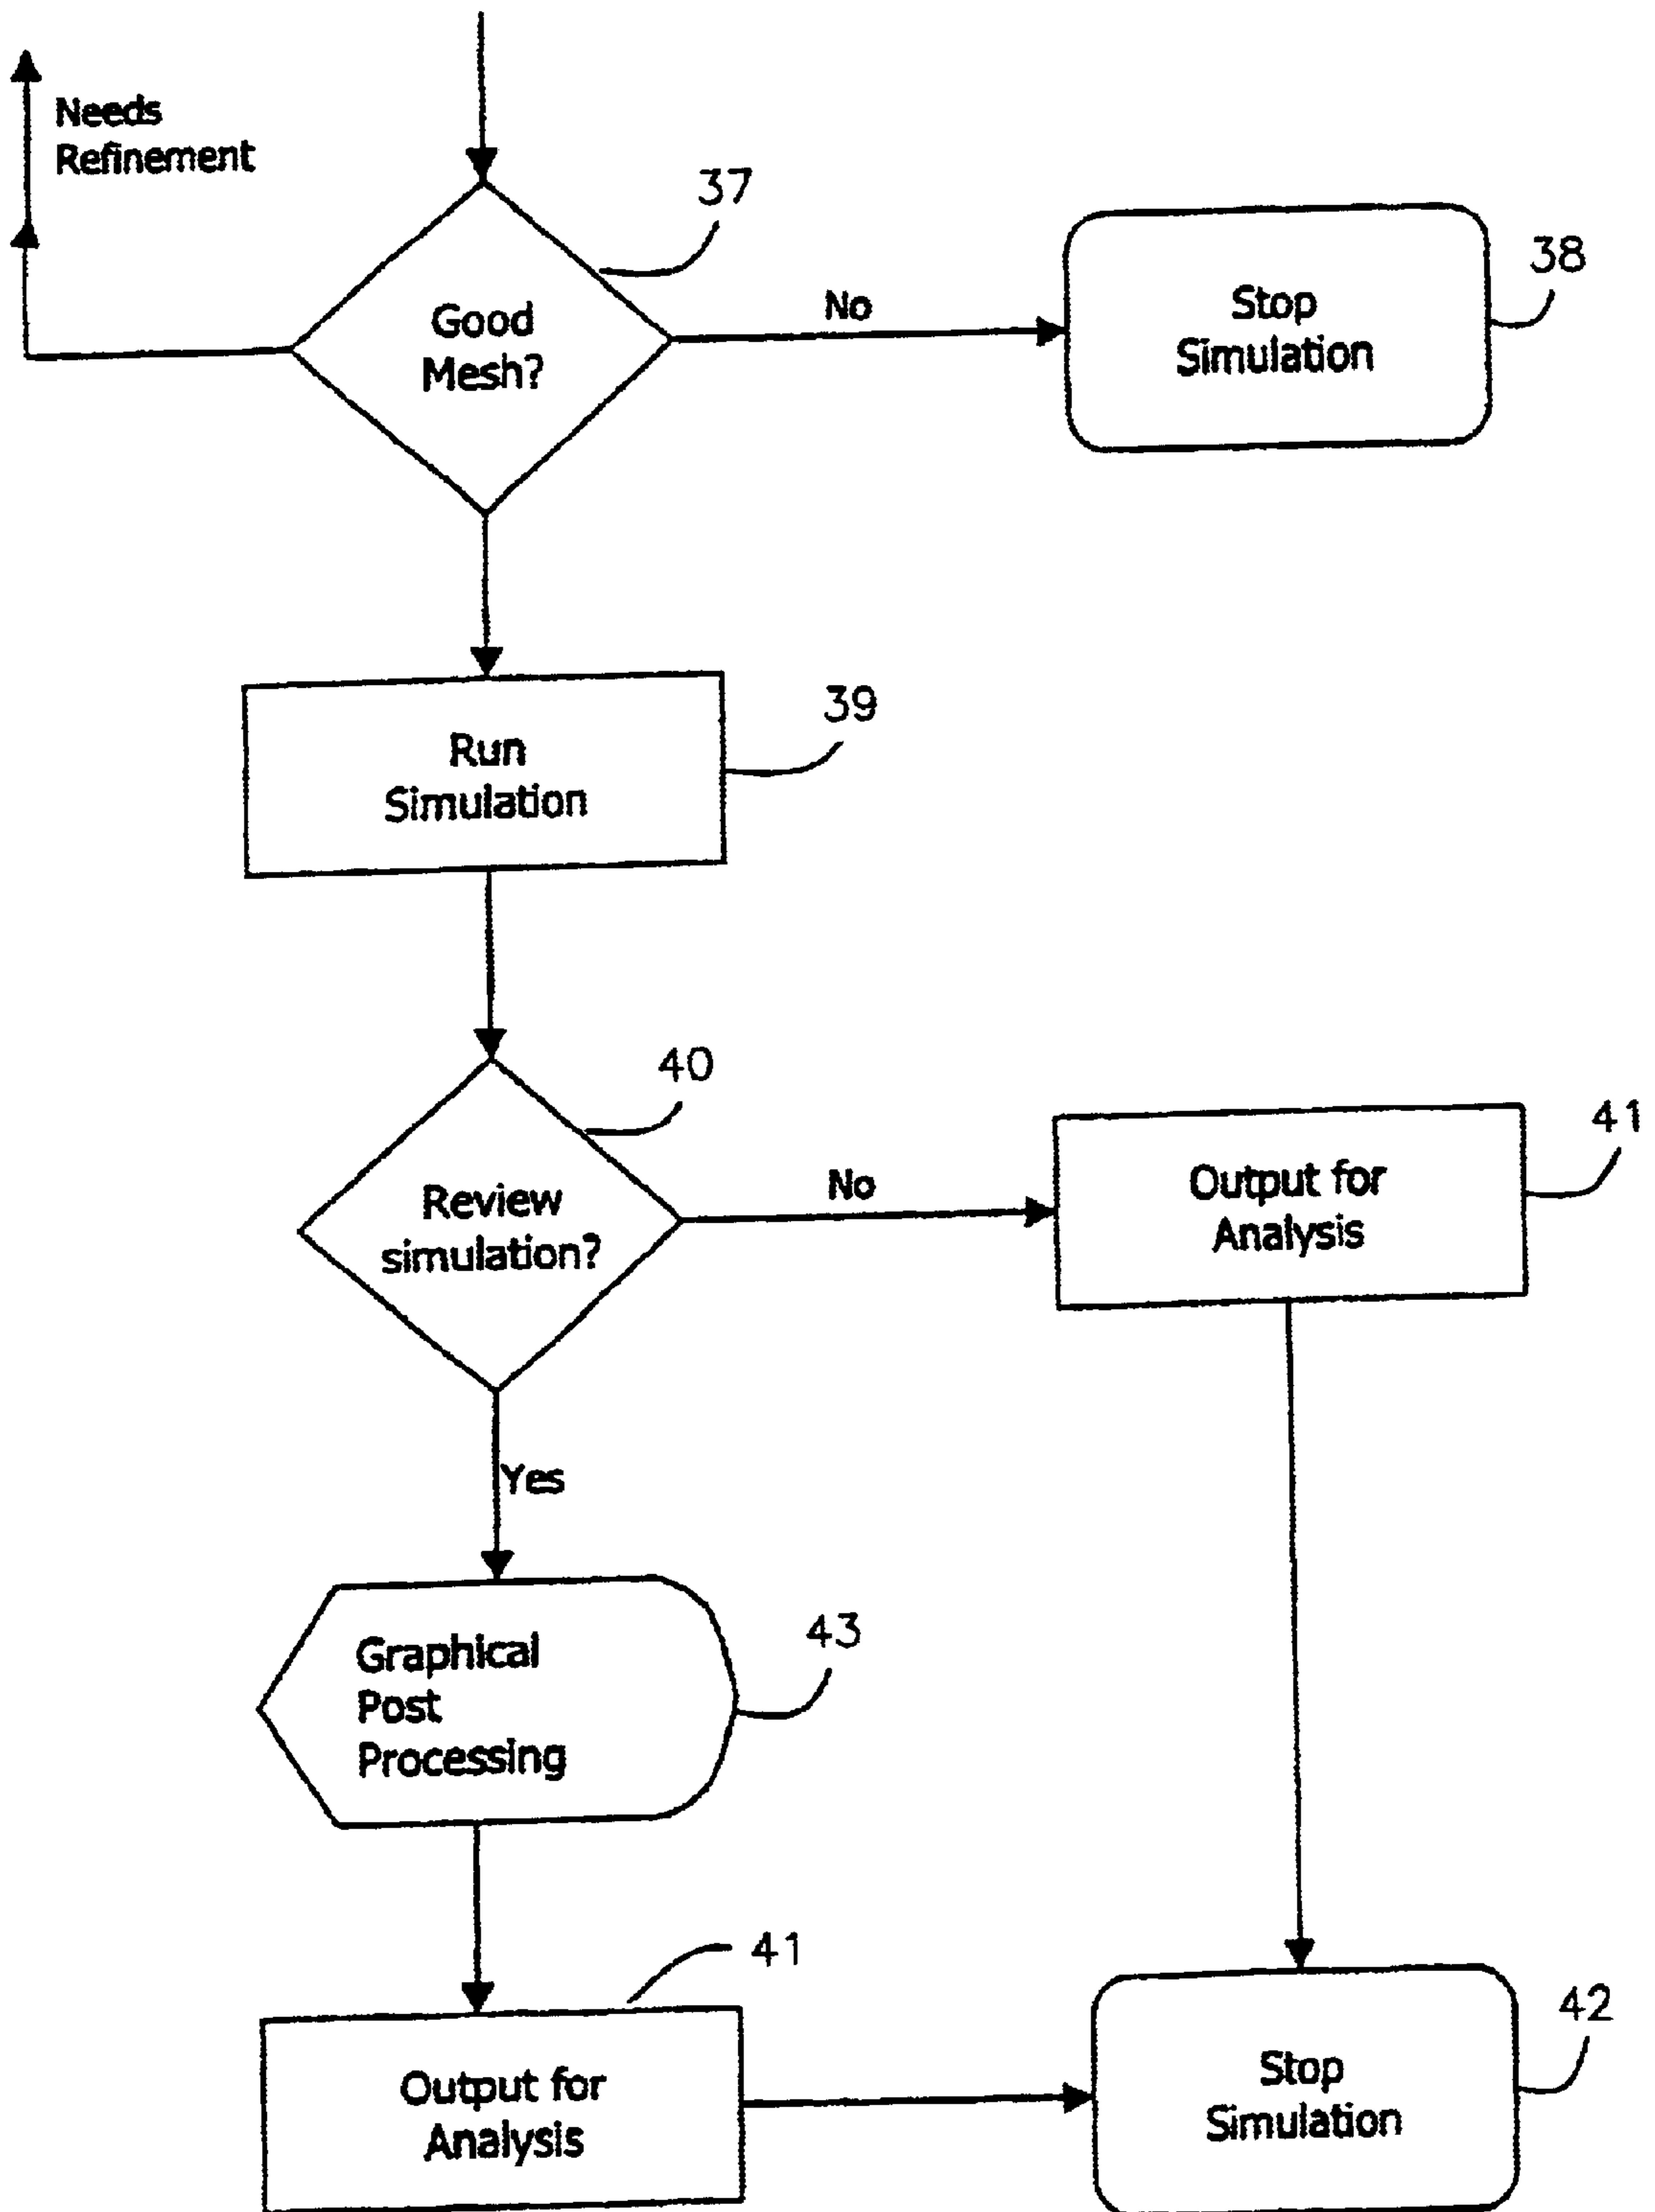 Needs
Refinement
37
Good
Mesh?
No
Stop
Simulation
38
Run
Simulation
39
40
Review
simulation?
No
Output for
Analysis
41
Yes
Graphical
Post
Processing
43
41
Output for
Analysis
Stop
Simulation
42